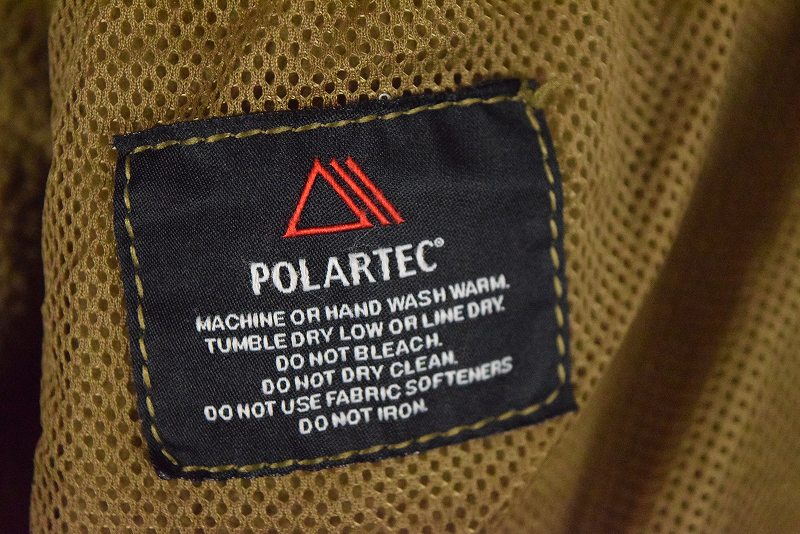 POLARTEC®
MACHINE OR HAND WASH WARM.
TUMBLE DRY LOW OR LINE DRY.
DO NOT BLEACH.
DO NOT DRY CLEAN.
DO NOT USE FABRIC SOFTENERS
DO NOT IRON.